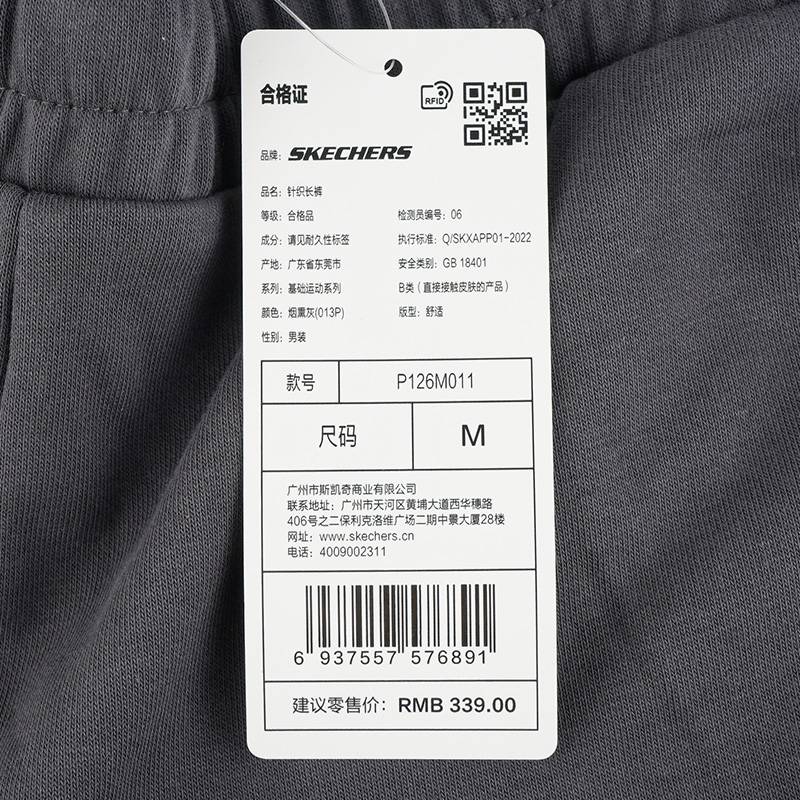 合格证
RFID
品牌: SKECHERS
品名: 针织长裤
等级: 合格品 检测员编号: 06
成分: 请见耐久性标签 执行标准: Q/SKXAPP01-2022
产地: 广东省东莞市 安全类别: GB 18401
系列: 基础运动系列 B类（直接接触皮肤的产品）
颜色: 烟熏灰(013P) 版型: 舒适
性别: 男装
款号 P126M011
尺码 M
广州市斯凯奇商业有限公司
联系地址: 广州市天河区黄埔大道西华穗路
406号之二保利克洛维广场二期中景大厦28楼
网址: www.skechers.cn
电话: 4009002311
6 937557 576891
建议零售价: RMB 339.00